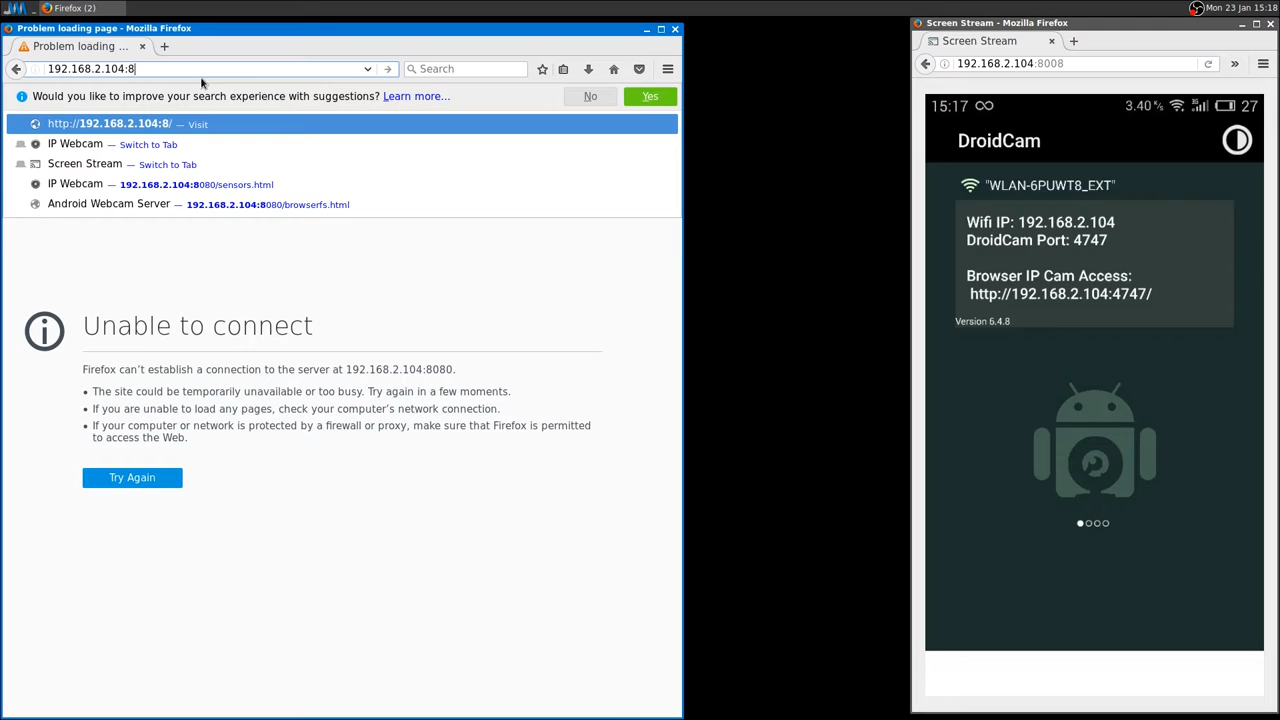 Firefox (2)
Mon 23 Jan 15:18
Problem loading page - Mozilla Firefox
Problem loading ...
192.168.2.104:8
Search
Would you like to improve your search experience with suggestions? Learn more...
No
Yes
http://192.168.2.104:8/ — Visit
IP Webcam — Switch to Tab
Screen Stream — Switch to Tab
IP Webcam — 192.168.2.104:8080/sensors.html
Android Webcam Server — 192.168.2.104:8080/browserfs.html
Unable to connect
Firefox can’t establish a connection to the server at 192.168.2.104:8080.
• The site could be temporarily unavailable or too busy. Try again in a few moments.
• If you are unable to load any pages, check your computer’s network connection.
• If your computer or network is protected by a firewall or proxy, make sure that Firefox is permitted
to access the Web.
Try Again
Screen Stream - Mozilla Firefox
Screen Stream
192.168.2.104:8008
15:17
3.40 K/s
27
DroidCam
"WLAN-6PUWT8_EXT"
Wifi IP: 192.168.2.104
DroidCam Port: 4747
Browser IP Cam Access:
http://192.168.2.104:4747/
Version 6.4.8